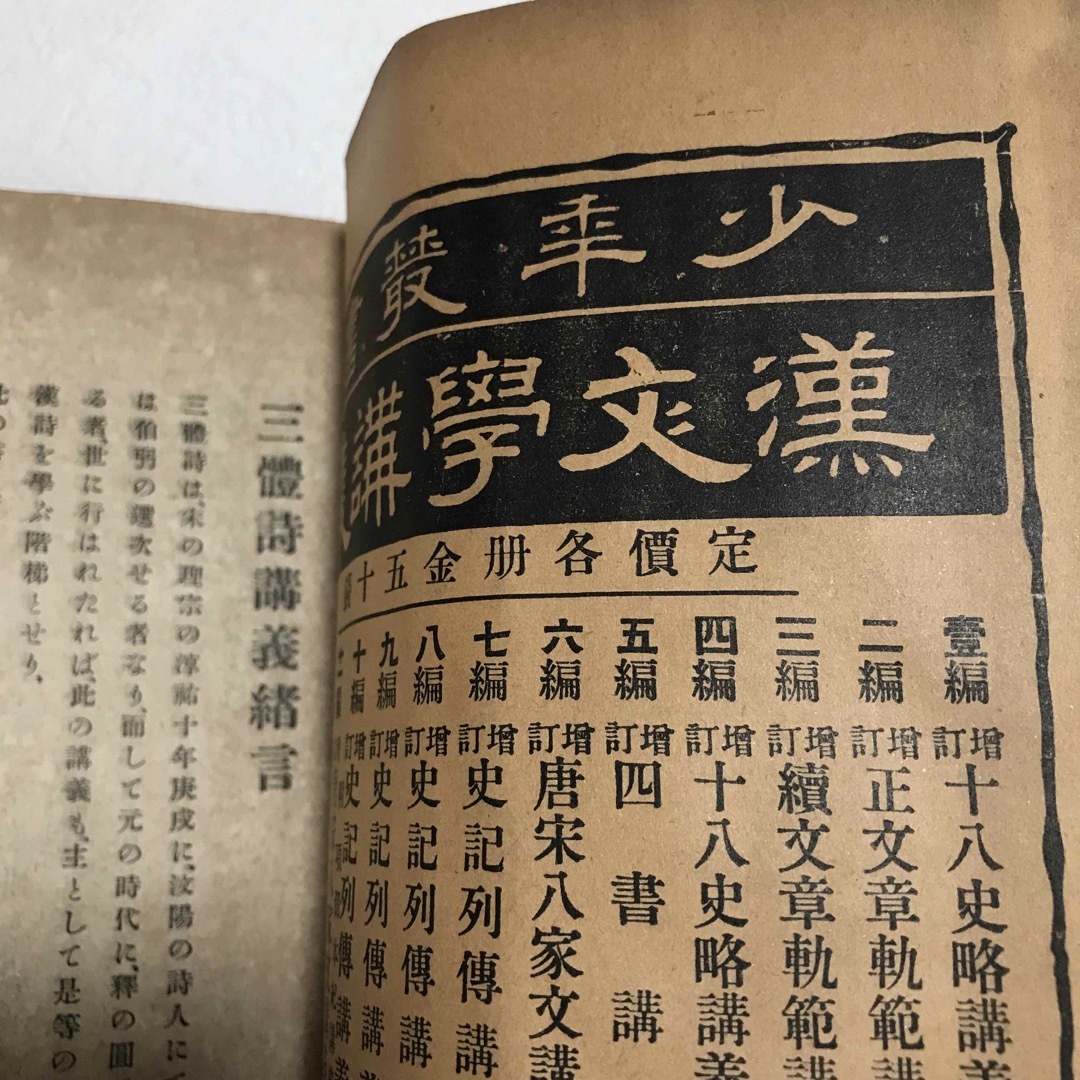 少年叢書
漢文學講
定價各册金五十錢
壹編 增訂 十八史略講義
二編 增訂 正文章軌範講
三編 增訂 續文章軌範講
四編 增訂 十八史略講義
五編 增訂 四書講
六編 增訂 唐宋八家文講
七編 增訂 史記列傳講
八編 增訂 史記列傳講
九編 增訂 史記列傳講義
十編 增訂 史記列傳講義
三體詩講義緒言
三體詩は、宋の理宗の淳祐十年庚戌に、汶陽の詩人に
は伯弜の選次せる者なり、而して元の時代に、釋の圓
る者、世に行はれたれば、此の講義も、主として是等の
漢詩を學ぶ階梯とせり、
此の